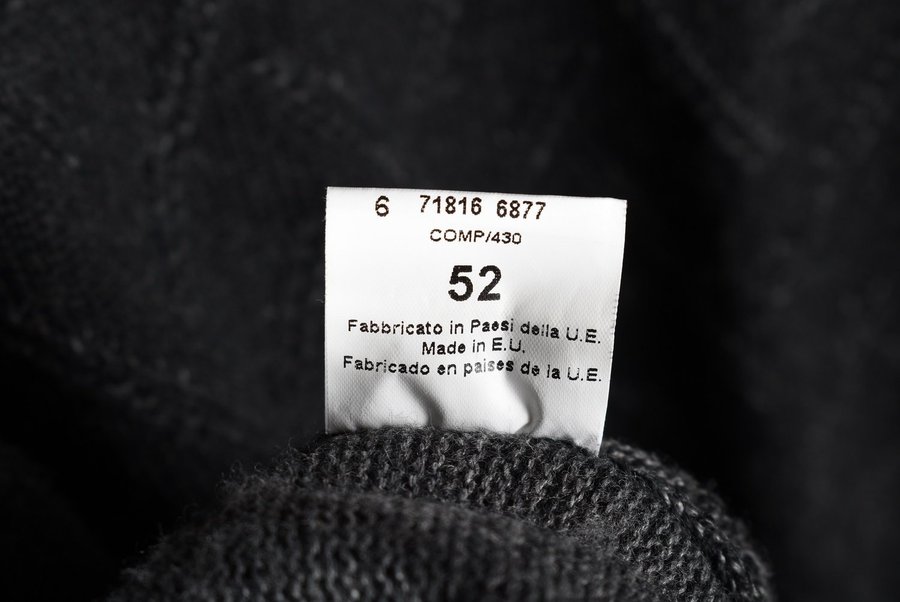 6 71816 6877
COMP/430
52
Fabbricato in Paesi della U.E.
Made in E.U.
Fabricado en paises de la U.E.